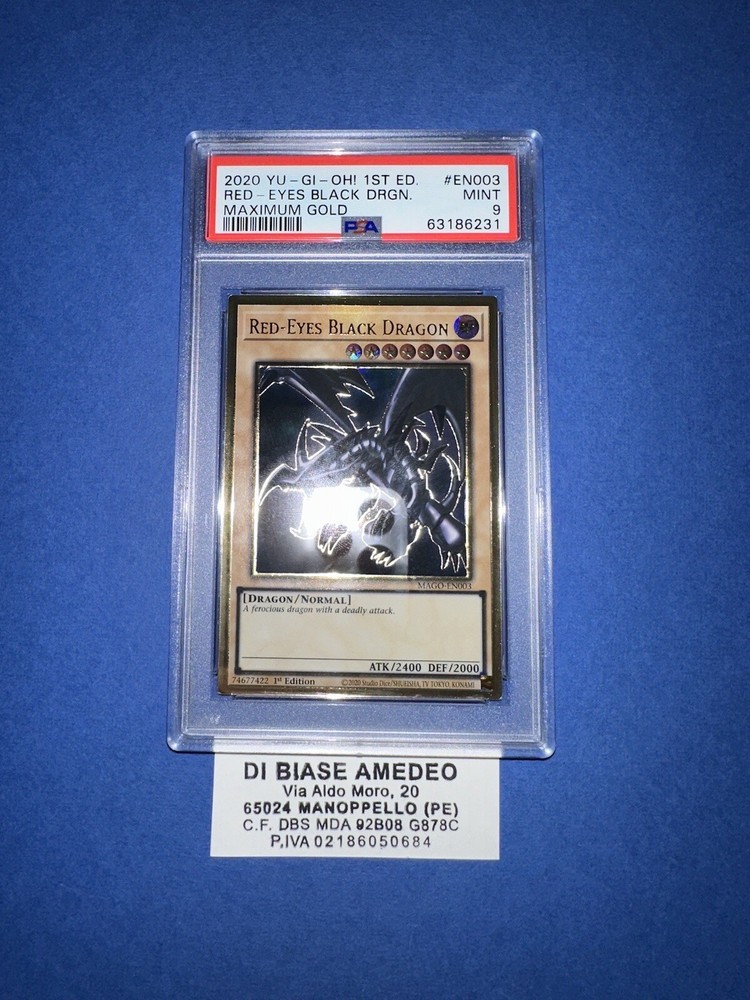 2020 YU-GI-OH! 1ST ED. #EN003
RED-EYES BLACK DRGN. MINT
MAXIMUM GOLD 9
PSA 63186231
RED-EYES BLACK DRAGON
MAGO-EN003
[DRAGON/NORMAL]
A ferocious dragon with a deadly attack.
ATK/2400 DEF/2000
74677422 1st Edition ©2020 Studio Dice/SHUEISHA, TV TOKYO, KONAMI
DI BIASE AMEDEO
Via Aldo Moro, 20
65024 MANOPPELLO (PE)
C.F. DBS MDA 92B08 G878C
P.IVA 02186050684